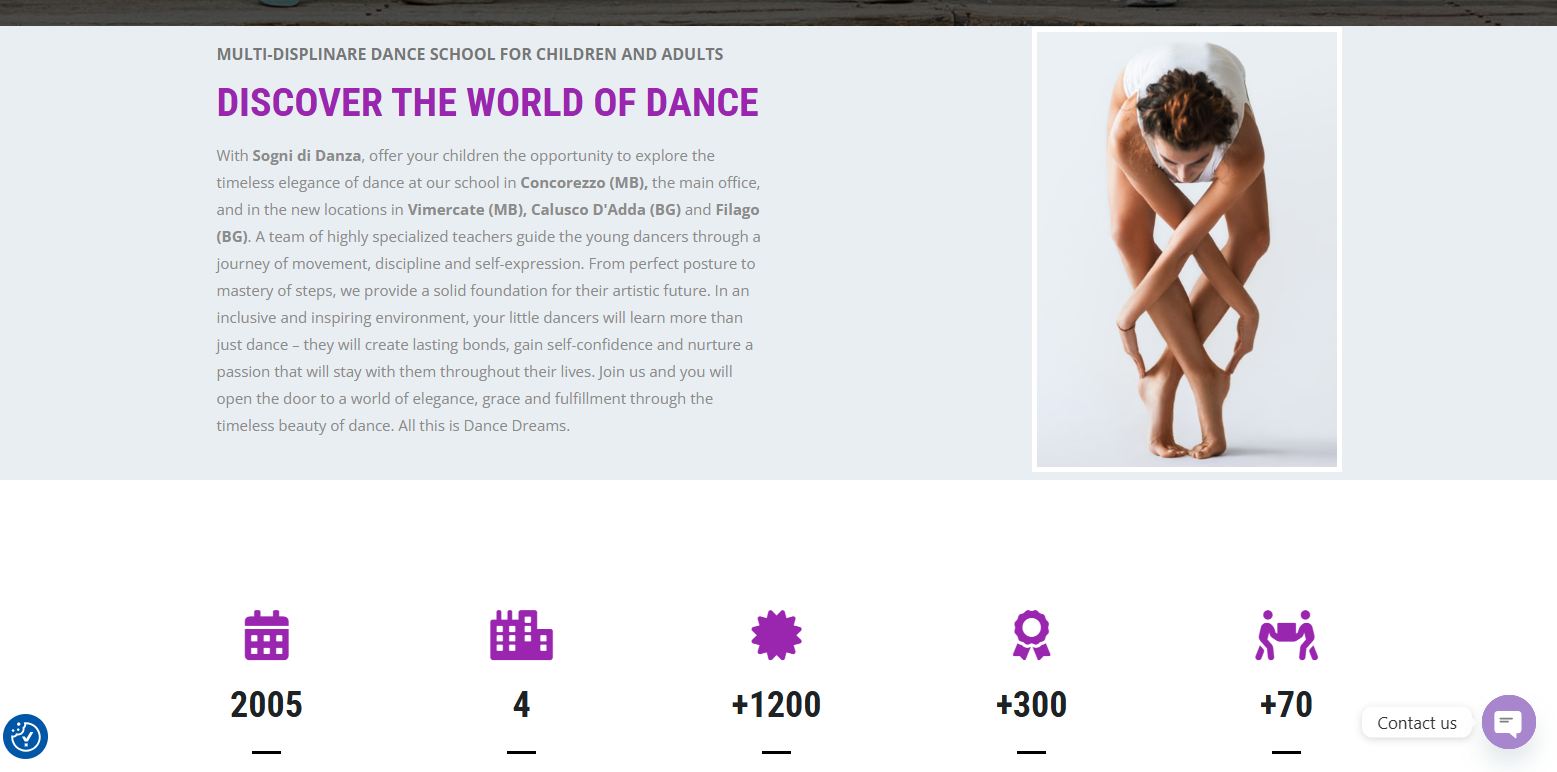 MULTI-DISPLINARE DANCE SCHOOL FOR CHILDREN AND ADULTS
DISCOVER THE WORLD OF DANCE
With Sogni di Danza, offer your children the opportunity to explore the
timeless elegance of dance at our school in Concorezzo (MB), the main office,
and in the new locations in Vimercate (MB), Calusco D'Adda (BG) and Filago
(BG). A team of highly specialized teachers guide the young dancers through a
journey of movement, discipline and self-expression. From perfect posture to
mastery of steps, we provide a solid foundation for their artistic future. In an
inclusive and inspiring environment, your little dancers will learn more than
just dance – they will create lasting bonds, gain self-confidence and nurture a
passion that will stay with them throughout their lives. Join us and you will
open the door to a world of elegance, grace and fulfillment through the
timeless beauty of dance. All this is Dance Dreams.
2005
4
+1200
+300
+70
Contact us